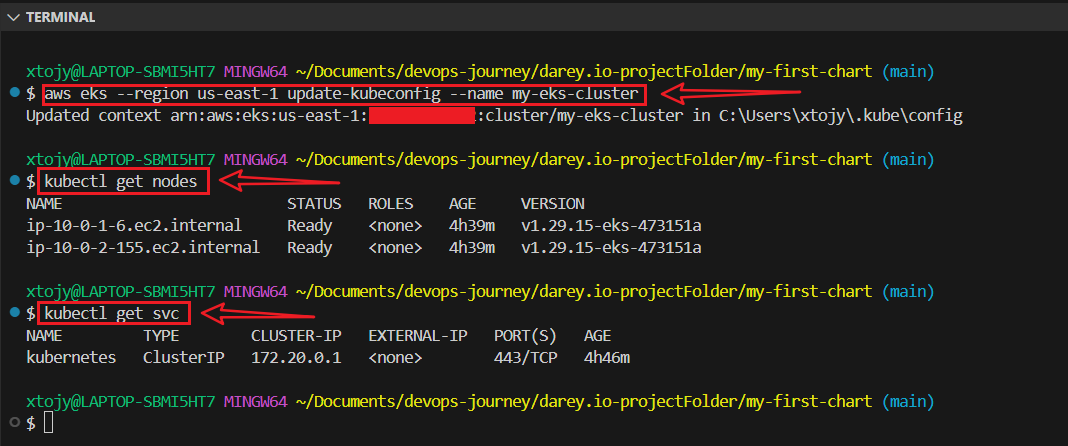 TERMINAL
xtojy@LAPTOP-SBMI5HT7 MINGW64 ~/Documents/devops-journey/darey.io-projectFolder/my-first-chart (main)
$ aws eks --region us-east-1 update-kubeconfig --name my-eks-cluster
Updated context arn:aws:eks:us-east-1: :cluster/my-eks-cluster in C:\Users\xtojy\.kube\config
xtojy@LAPTOP-SBMI5HT7 MINGW64 ~/Documents/devops-journey/darey.io-projectFolder/my-first-chart (main)
$ kubectl get nodes
NAME STATUS ROLES AGE VERSION
ip-10-0-1-6.ec2.internal Ready <none> 4h39m v1.29.15-eks-473151a
ip-10-0-2-155.ec2.internal Ready <none> 4h39m v1.29.15-eks-473151a
xtojy@LAPTOP-SBMI5HT7 MINGW64 ~/Documents/devops-journey/darey.io-projectFolder/my-first-chart (main)
$ kubectl get svc
NAME TYPE CLUSTER-IP EXTERNAL-IP PORT(S) AGE
kubernetes ClusterIP 172.20.0.1 <none> 443/TCP 4h46m
xtojy@LAPTOP-SBMI5HT7 MINGW64 ~/Documents/devops-journey/darey.io-projectFolder/my-first-chart (main)
$